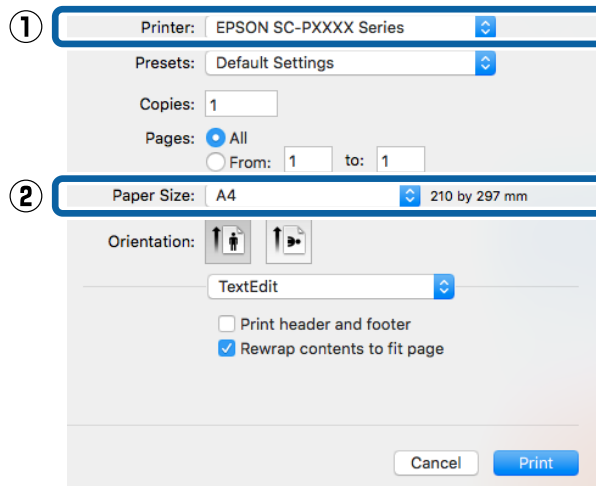 ① Printer: EPSON SC-PXXXX Series
Presets: Default Settings
Copies: 1
Pages: All
From: 1 to: 1
② Paper Size: A4 210 by 297 mm
Orientation:
TextEdit
Print header and footer
Rewrap contents to fit page
Cancel Print